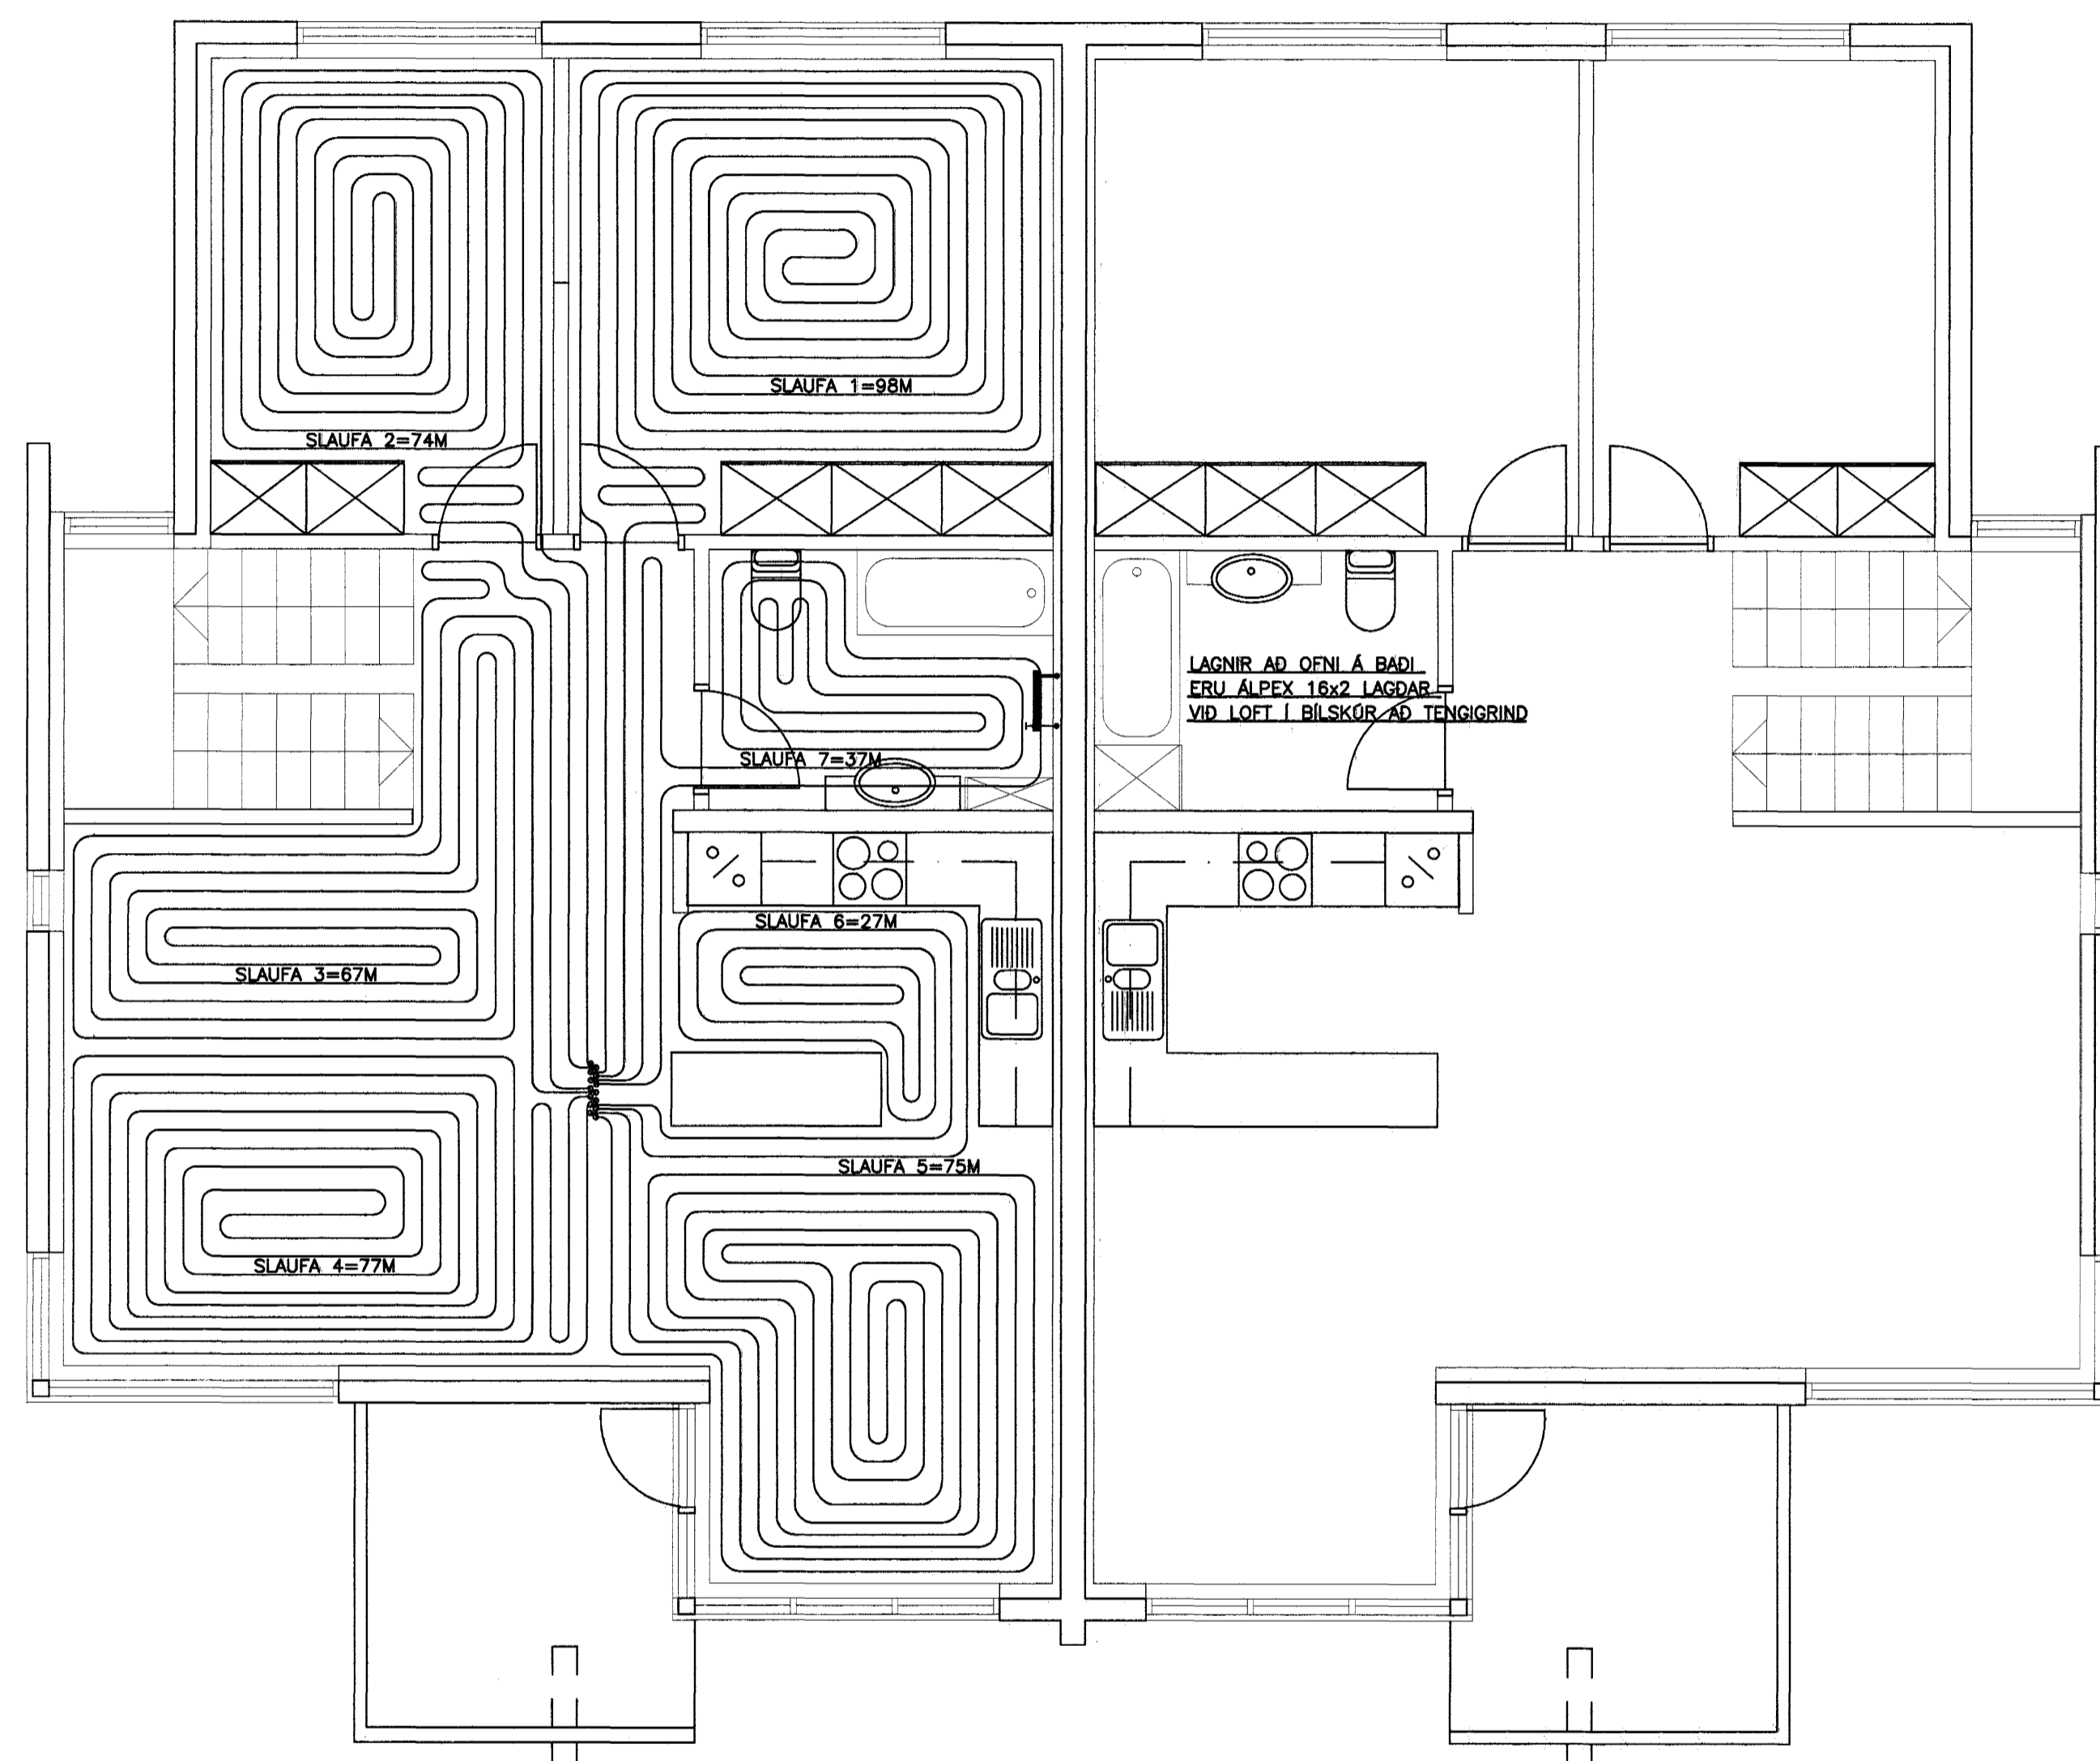 SLAUFA 1=98M
SLAUFA 2=74M
LAGNIR AÐ OFNI Á BAÐI
ERU ÁLPEX 16x2 LAGÐAR
VIÐ LOFT Í BÍLSKÚR AÐ TENGIGRIND
SLAUFA 7=37M
SLAUFA 6=27M
SLAUFA 3=67M
SLAUFA 5=75M
SLAUFA 4=77M